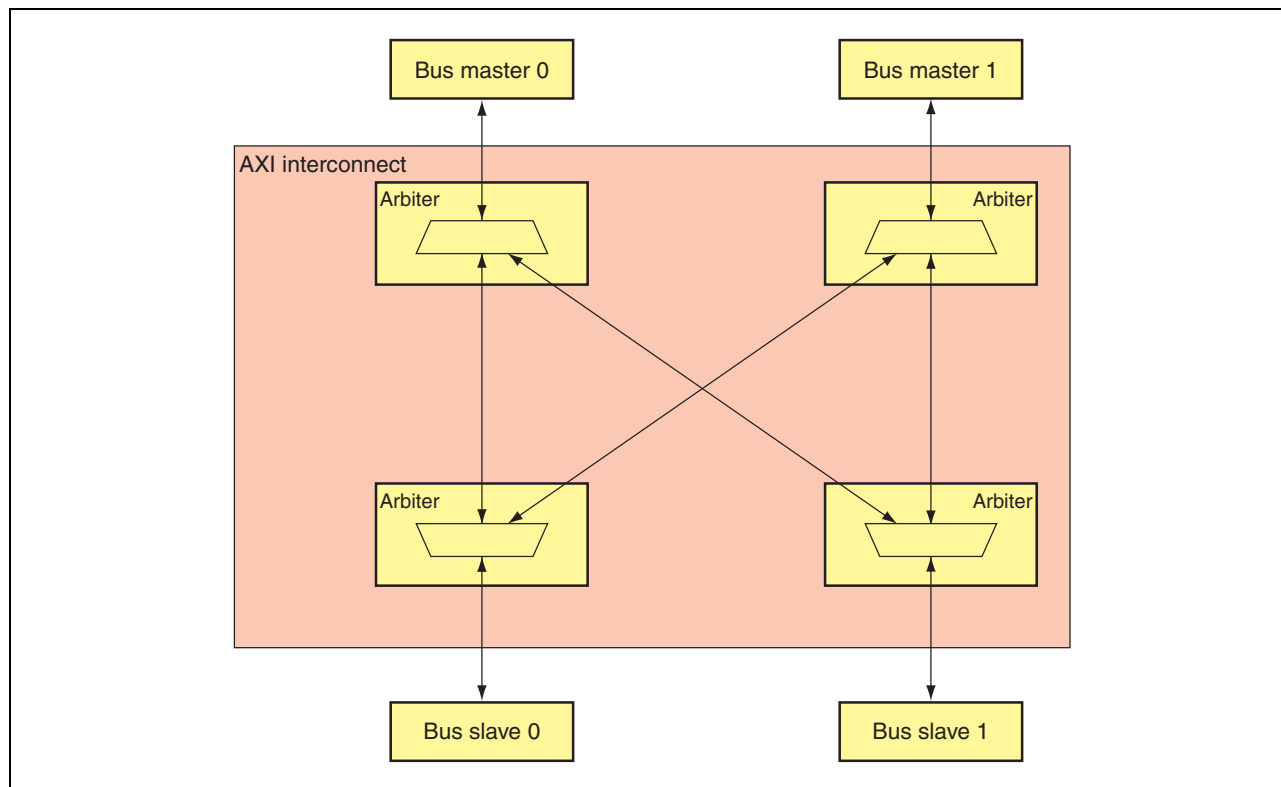 Bus master 0
Bus master 1
AXI interconnect
Arbiter
Arbiter
Arbiter
Arbiter
Bus slave 0
Bus slave 1